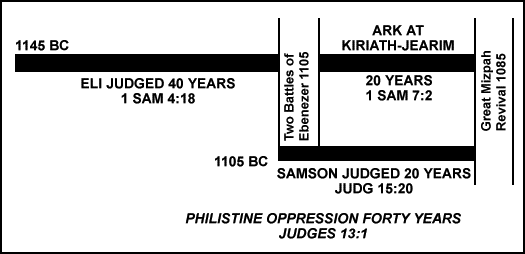 1145 BC
ELI JUDGED 40 YEARS
1 SAM 4:18
Two Battles of
Ebenezer 1105
ARK AT
KIRIATH-JEARIM
20 YEARS
1 SAM 7:2
Great Mizpah
Revival 1085
1105 BC
SAMSON JUDGED 20 YEARS
JUDG 15:20
PHILISTINE OPPRESSION FORTY YEARS
JUDGES 13:1